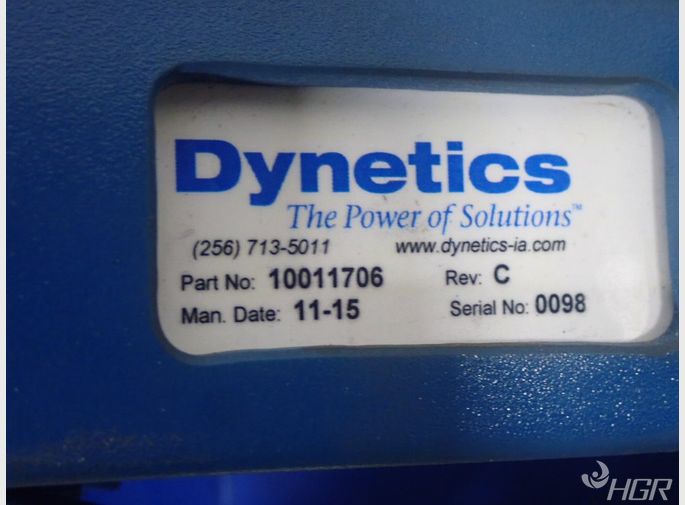 Dynetics
The Power of Solutions™
(256) 713-5011 www.dynetics-ia.com
Part No: 10011706 Rev: C
Man. Date: 11-15 Serial No: 0098
HGR